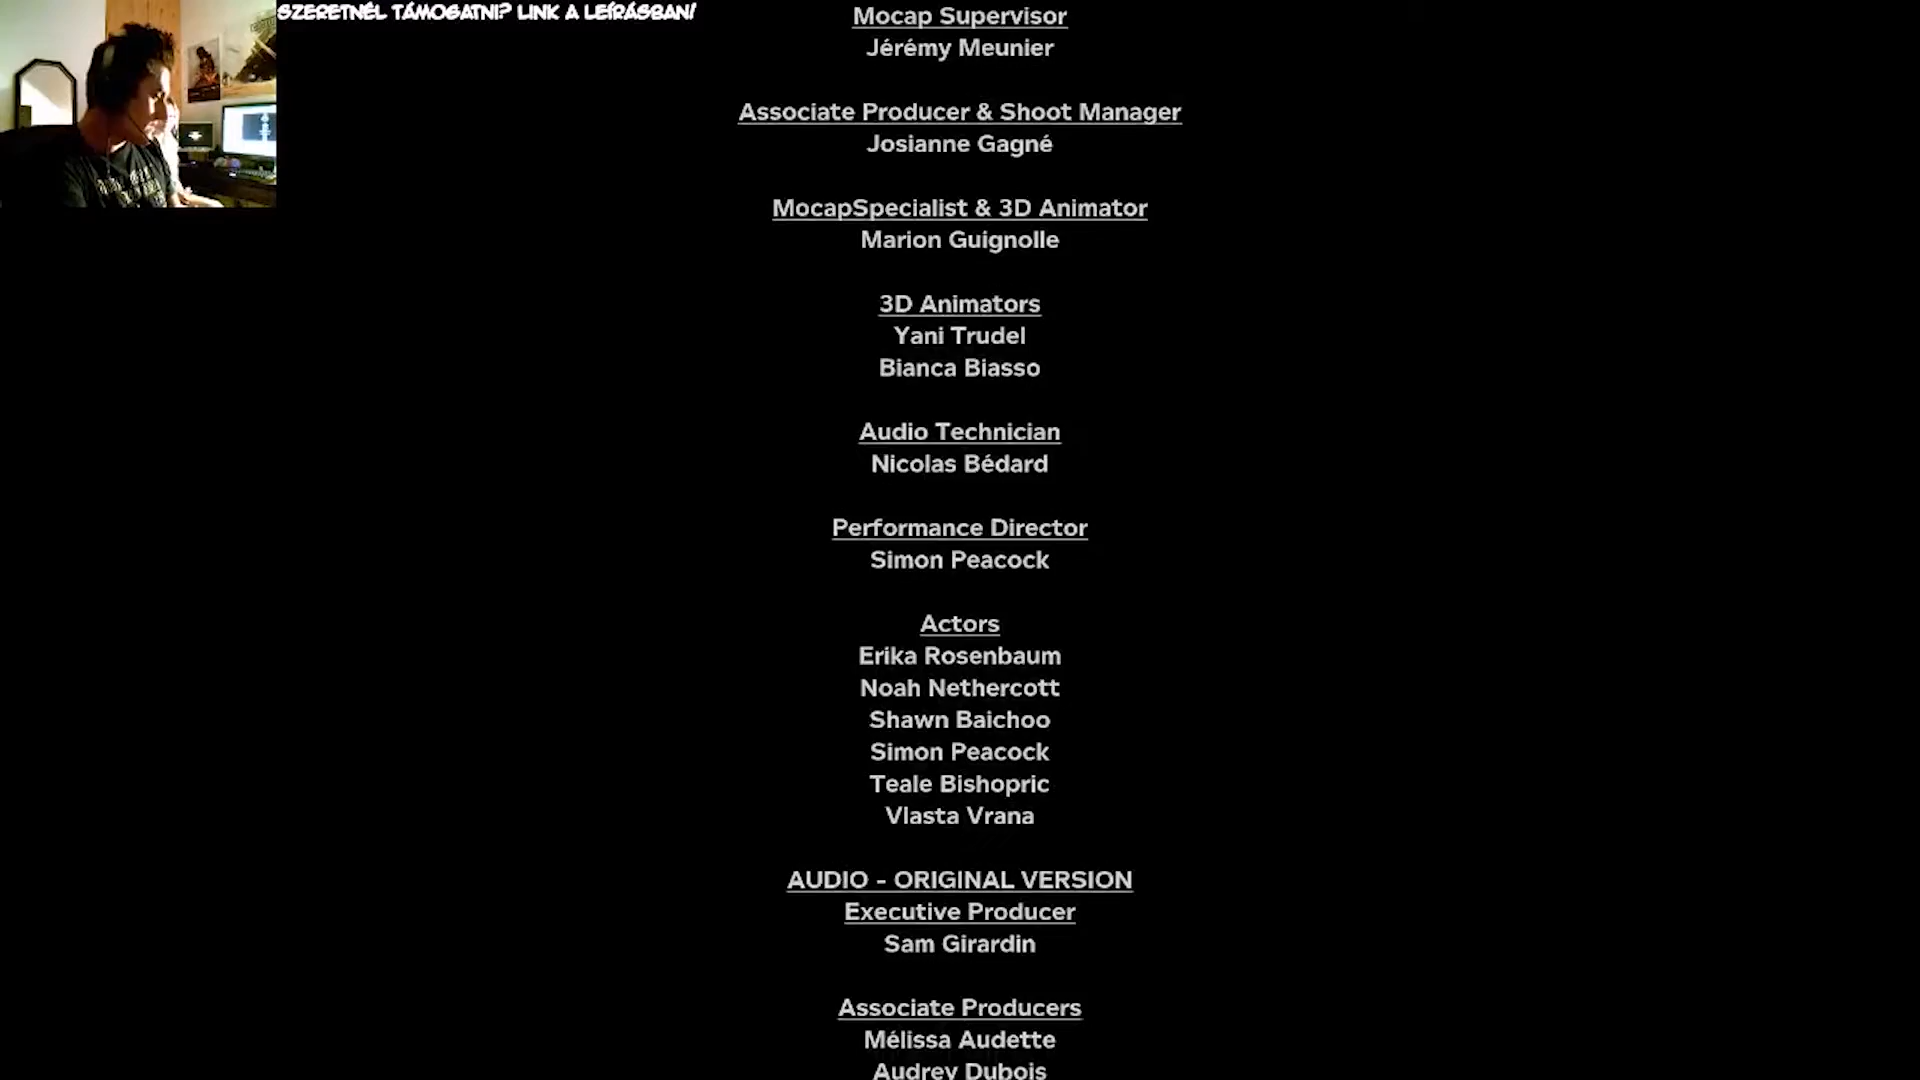 SZERETNÉL TÁMOGATNI? LINK A LEÍRÁSBAN!
Mocap Supervisor
Jérémy Meunier
Associate Producer & Shoot Manager
Josianne Gagné
MocapSpecialist & 3D Animator
Marion Guignolle
3D Animators
Yani Trudel
Bianca Biasso
Audio Technician
Nicolas Bédard
Performance Director
Simon Peacock
Actors
Erika Rosenbaum
Noah Nethercott
Shawn Baichoo
Simon Peacock
Teale Bishopric
Vlasta Vrana
AUDIO - ORIGINAL VERSION
Executive Producer
Sam Girardin
Associate Producers
Mélissa Audette
Audrey Dubois